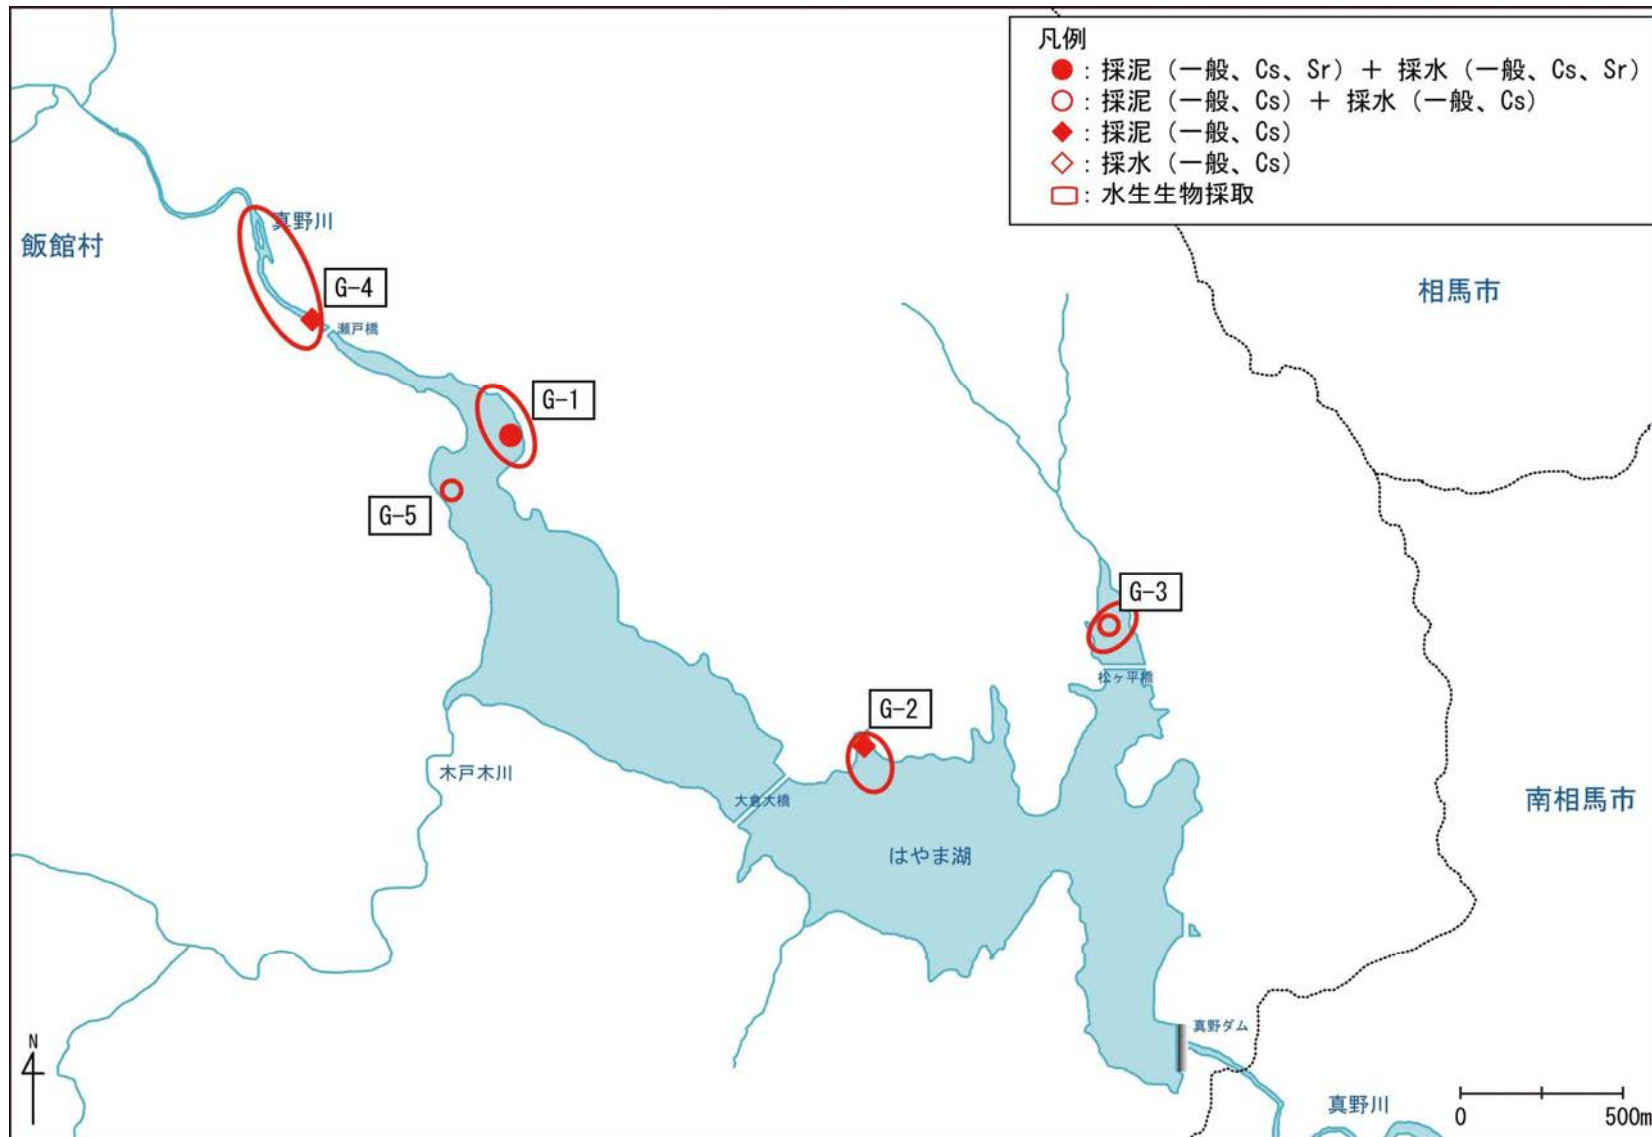 凡例
● : 採泥（一般、Cs、Sr）＋ 採水（一般、Cs、Sr）
○ : 採泥（一般、Cs）＋ 採水（一般、Cs）
◆ : 採泥（一般、Cs）
◇ : 採水（一般、Cs）
: 水生生物採取
真野川
飯館村
G-4
瀬戸橋
相馬市
G-1
G-5
G-3
松ヶ平橋
G-2
木戸木川
大倉大橋
南相馬市
はやま湖
真野ダム
N
真野川
0 500m